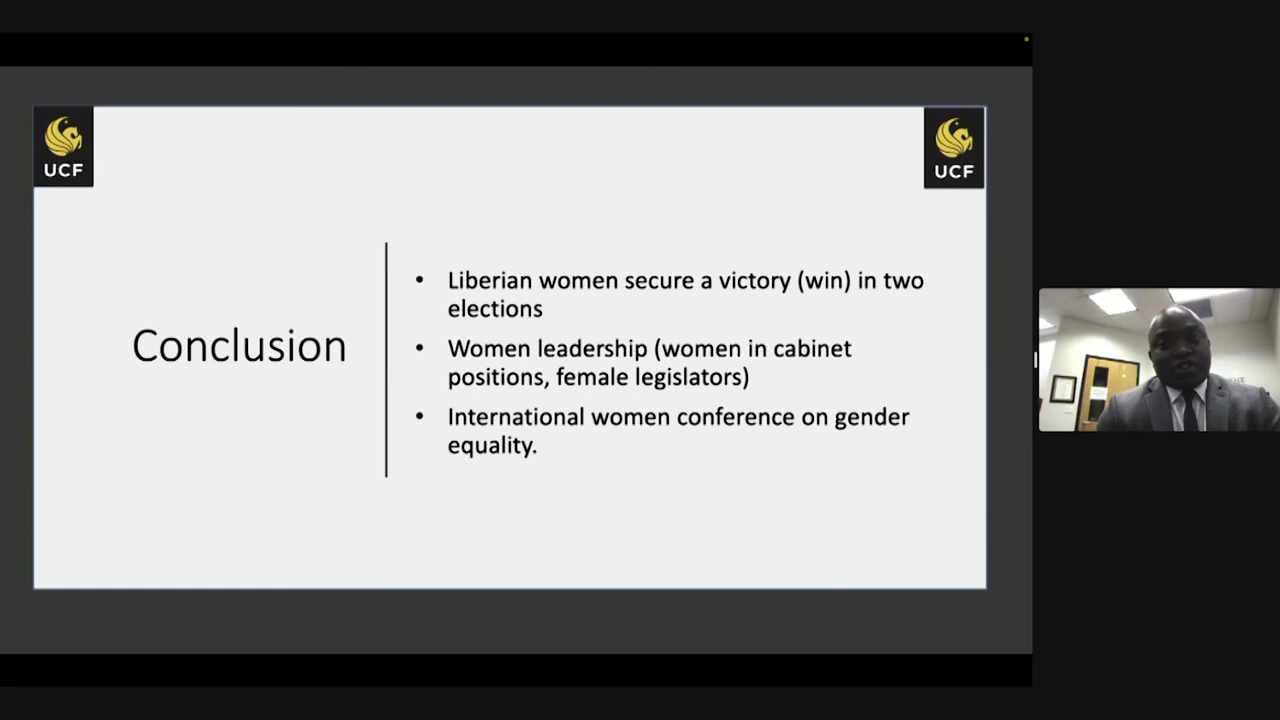 UCF
UCF
Conclusion
• Liberian women secure a victory (win) in two
elections
• Women leadership (women in cabinet
positions, female legislators)
• International women conference on gender
equality.